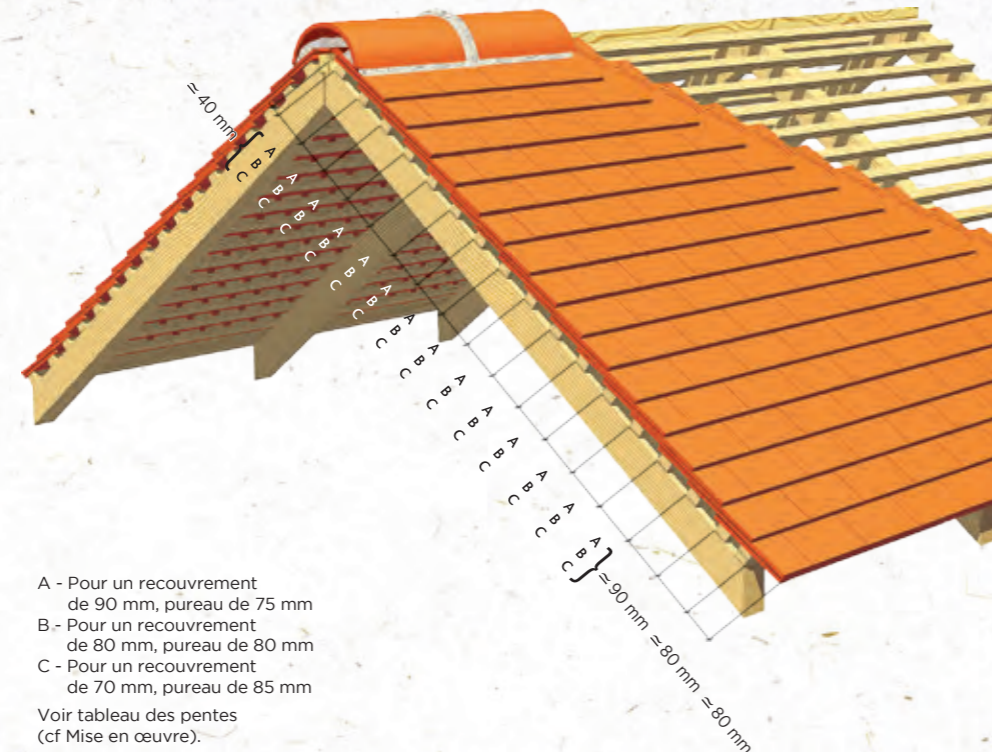 ≃ 40 mm
A B C
A B C
A B C
A B C
A B C
A B C
A B C
A B C
A B C
A B C
A B C
A B C
A B C
A B C
≃ 90 mm ≃ 80 mm ≃ 80 mm
A - Pour un recouvrement
de 90 mm, pureau de 75 mm
B - Pour un recouvrement
de 80 mm, pureau de 80 mm
C - Pour un recouvrement
de 70 mm, pureau de 85 mm
Voir tableau des pentes
(cf Mise en œuvre).